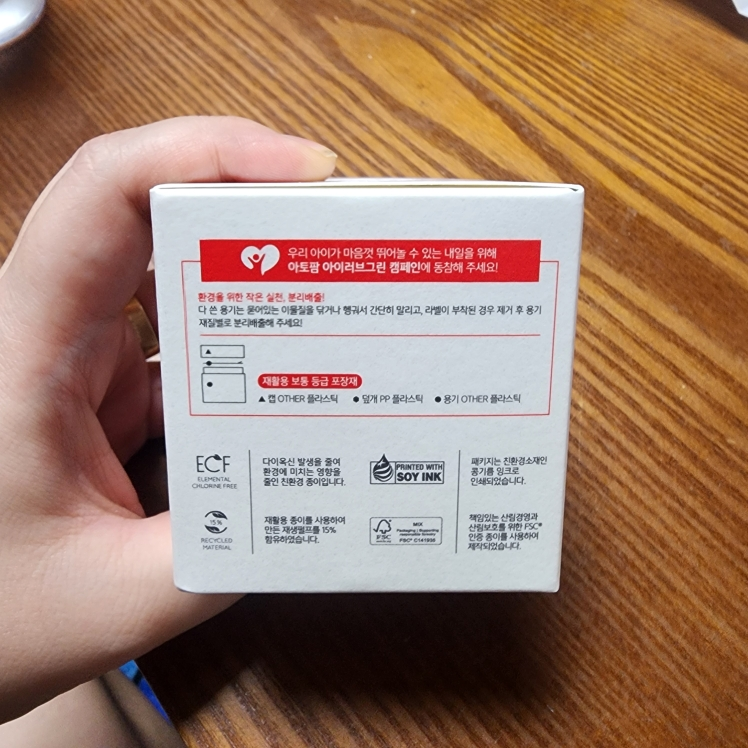 우리 아이가 마음껏 뛰어놀 수 있는 내일을 위해
아토팜 아이러브그린 캠페인에 동참해 주세요!
환경을 위한 작은 실천, 분리배출!
다 쓴 용기는 묻어있는 이물질을 닦거나 헹궈서 간단히 말리고, 라벨이 부착된 경우 제거 후 용기
재질별로 분리배출해 주세요!
재활용 보통 등급 포장재
▲ 캡 OTHER 플라스틱 ● 덮개 PP 플라스틱 ● 용기 OTHER 플라스틱
ECF
ELEMENTAL
CHLORINE FREE
다이옥신 발생을 줄여
환경에 미치는 영향을
줄인 친환경 종이입니다.
PRINTED WITH
SOY INK
패키지는 친환경소재인
콩기름 잉크로
인쇄되었습니다.
15%
RECYCLED
MATERIAL
재활용 종이를 사용하여
만든 재생펄프를 15%
함유하였습니다.
FSC
MIX
Packaging | Supporting
responsible forestry
FSC® C141936
책임있는 산림경영과
산림보호를 위한 FSC®
인증 종이를 사용하여
제작되었습니다.